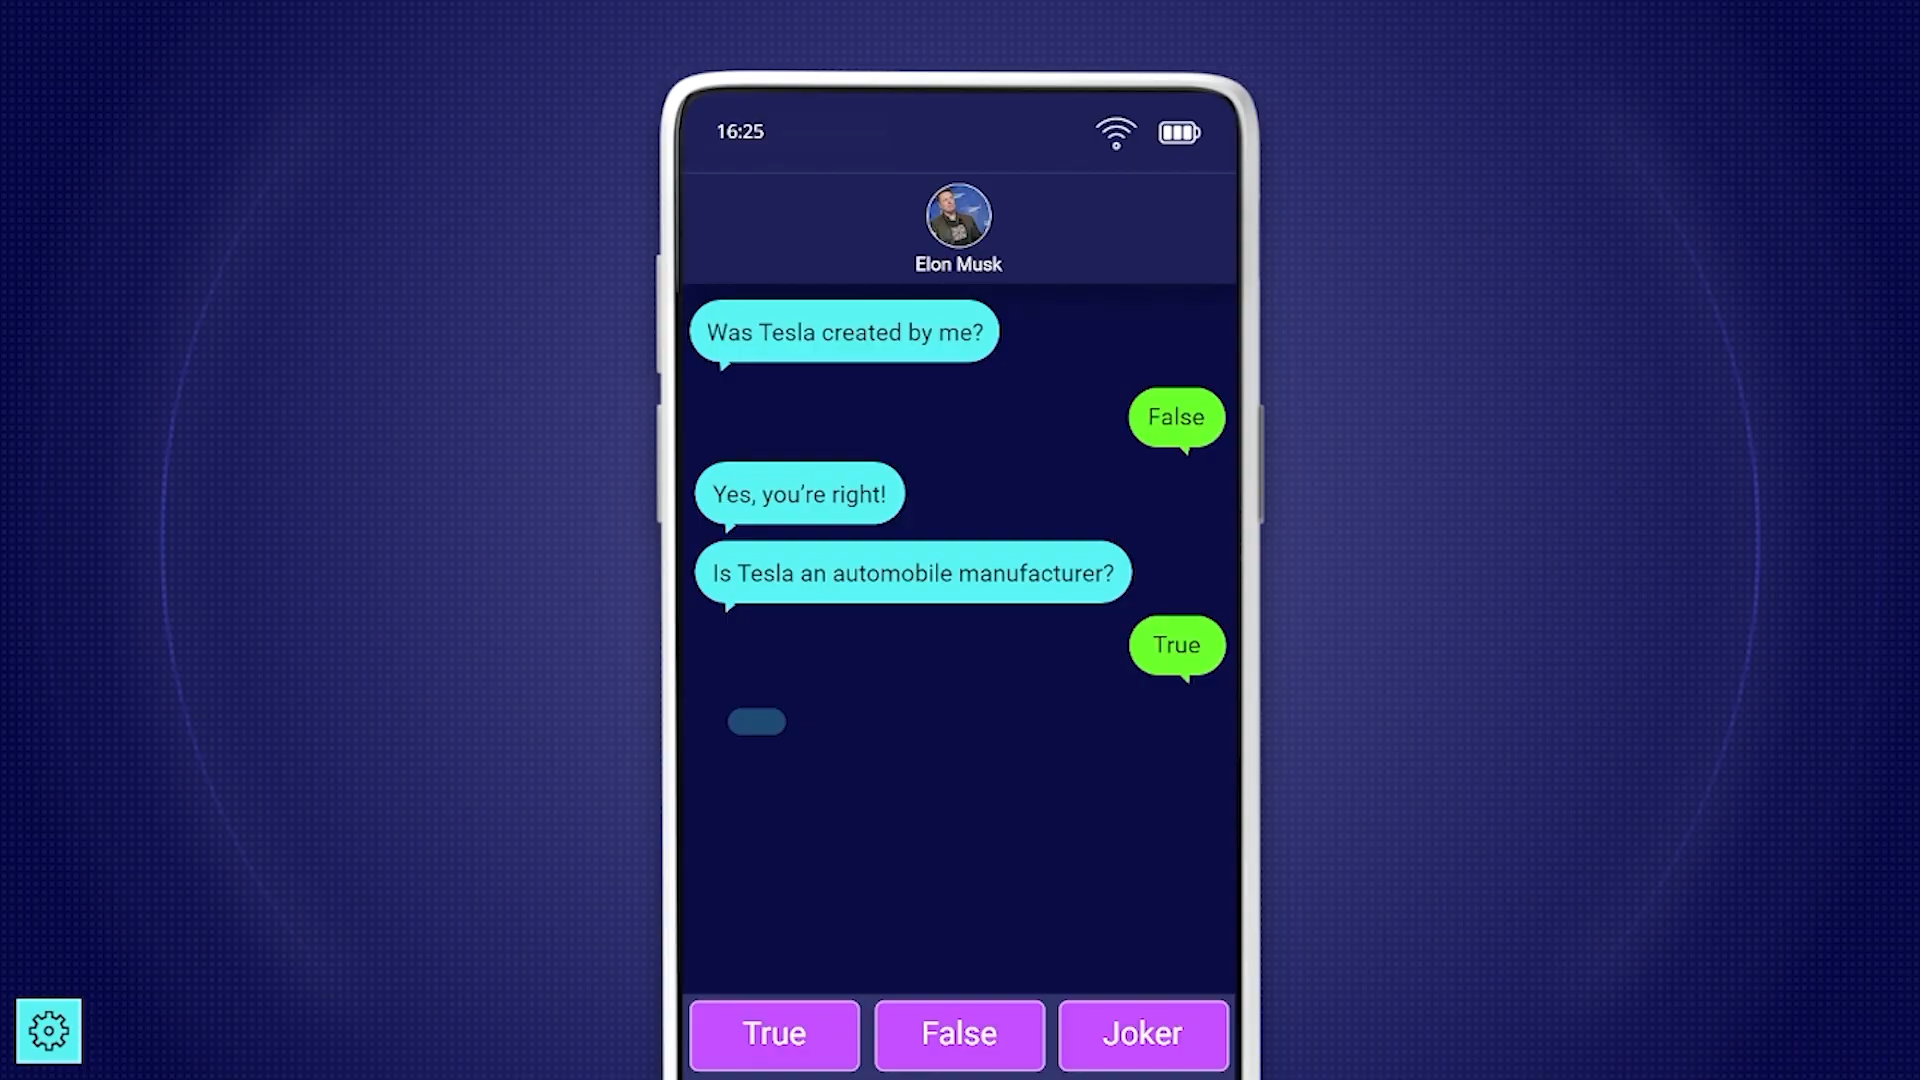 16:25
Elon Musk
Was Tesla created by me?
False
Yes, you’re right!
Is Tesla an automobile manufacturer?
True
True
False
Joker